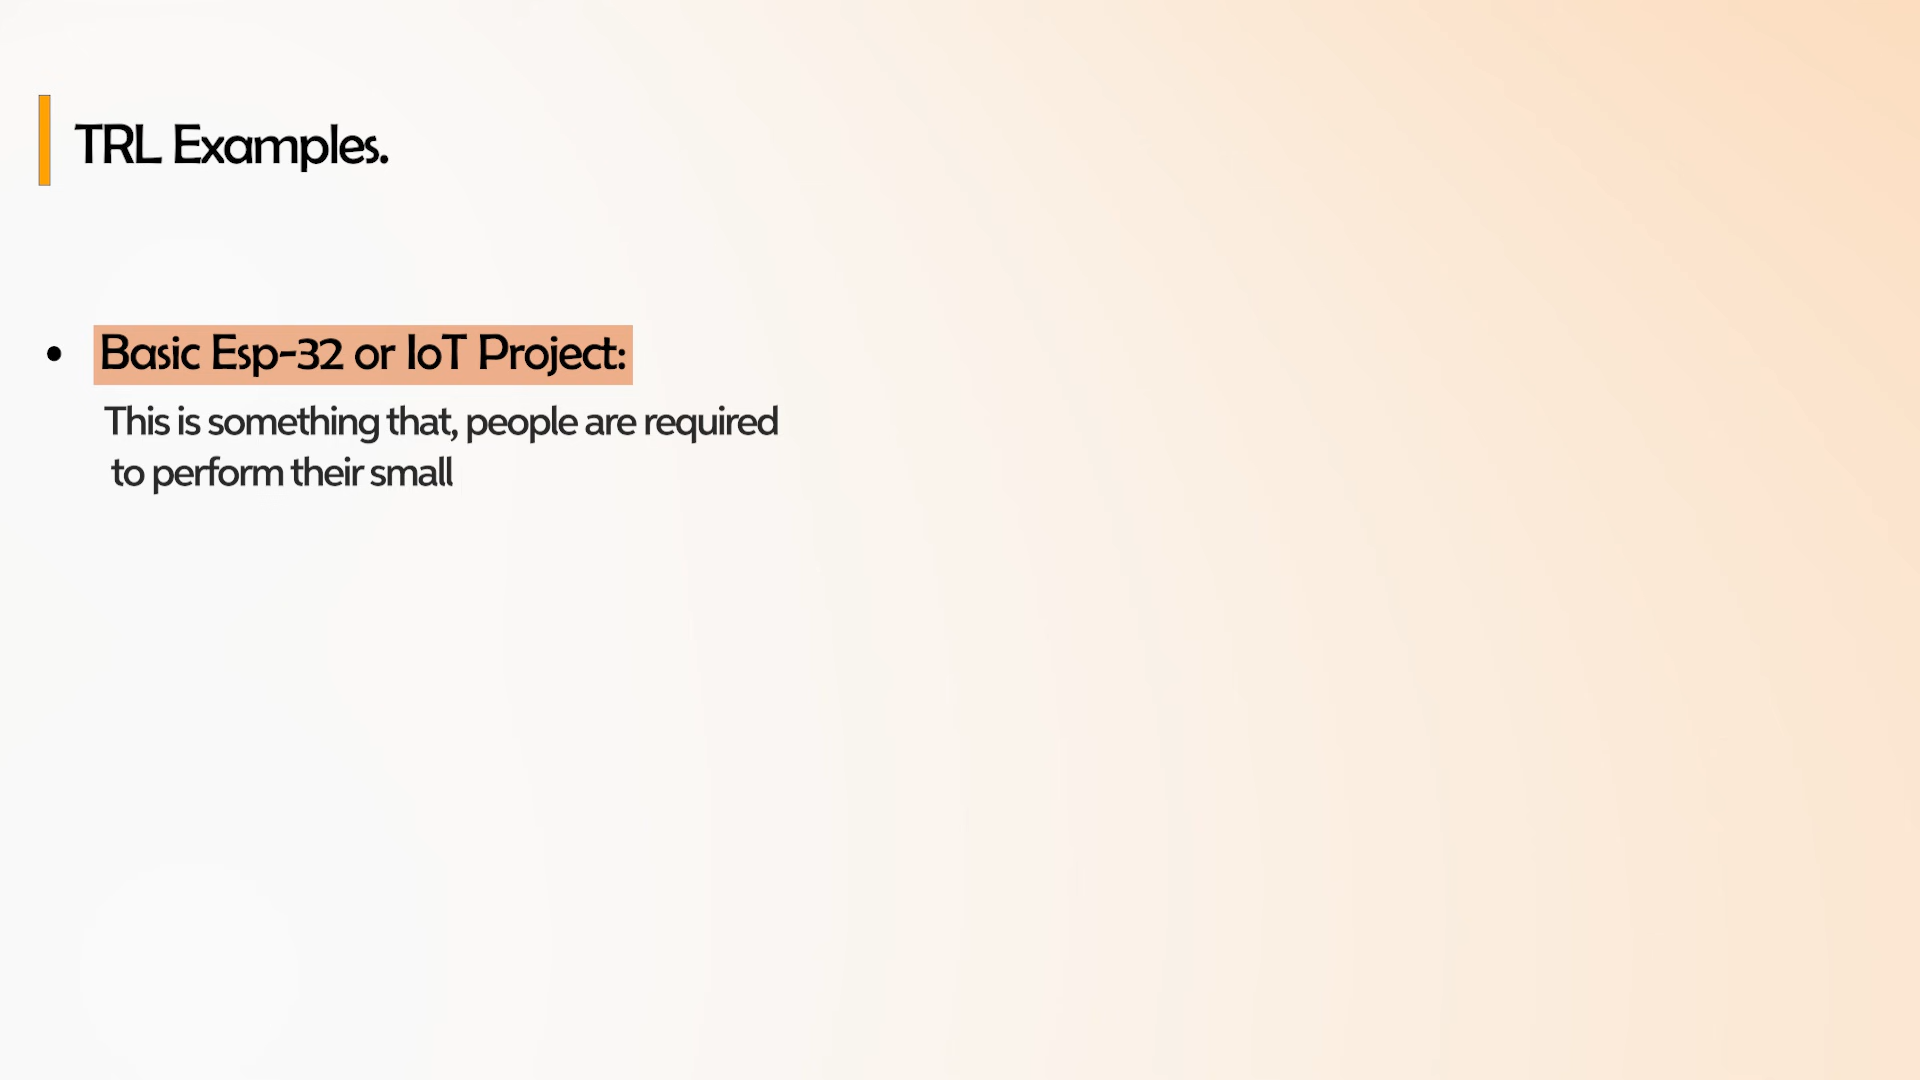 TRL Examples.
• Basic Esp-32 or IoT Project:
This is something that, people are required
to perform their small